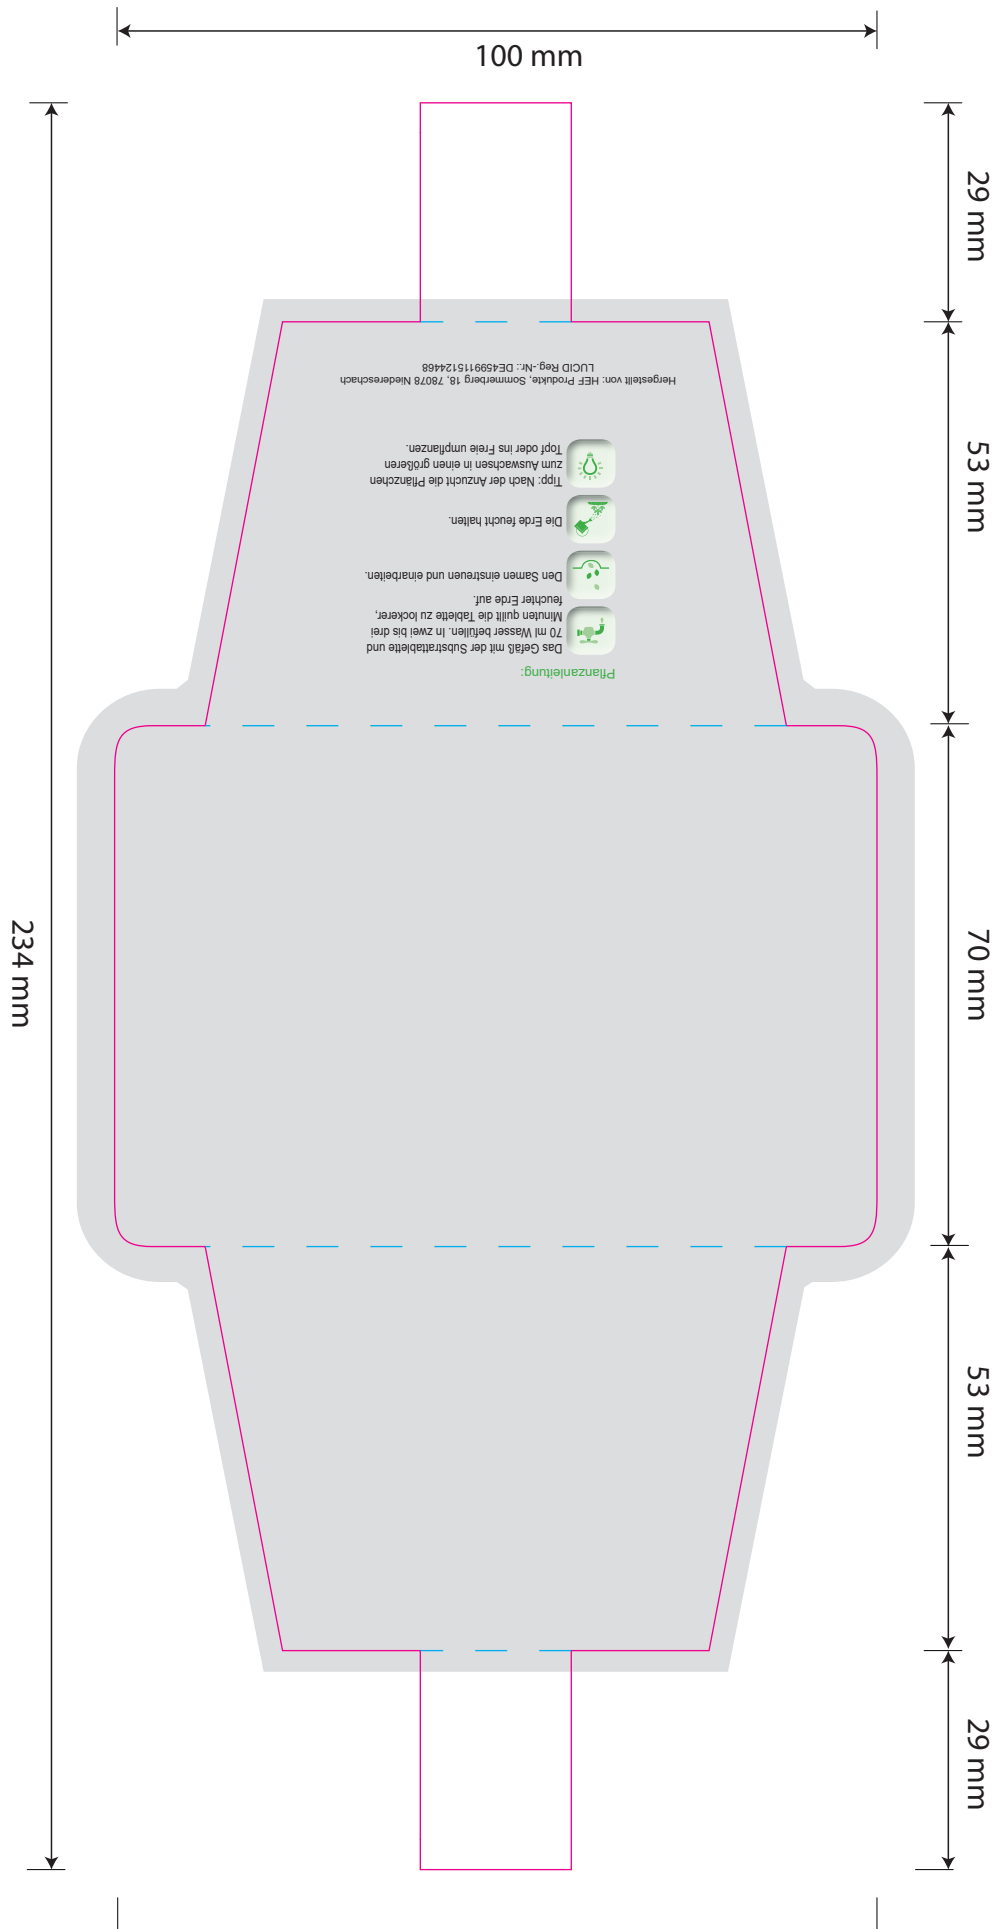 100 mm
234 mm
29 mm
53 mm
70 mm
53 mm
29 mm
Pflanzanleitung:
Das Gefäß mit der Substrattablette und
70 ml Wasser befüllen. In zwei bis drei
Minuten quillt die Tablette zu lockerer,
feuchter Erde auf.
Den Samen einstreuen und einarbeiten.
Die Erde feucht halten.
Tipp: Nach der Anzucht die Pflänzchen
zum Auswachsen in einen größeren
Topf oder ins Freie umpflanzen.
Hergestellt von: HEF Produkte, Sommerberg 18, 78078 Niedereschach
LUCID Reg.-Nr.: DE4599115124468